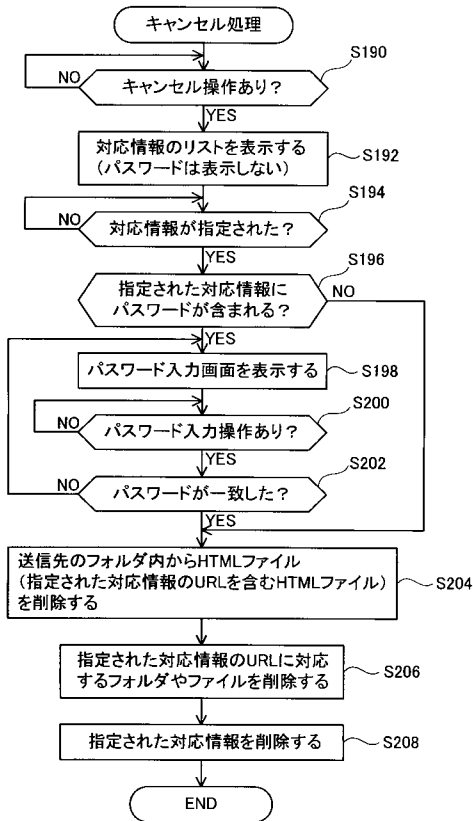 キャンセル処理
S190
NO
キャンセル操作あり？
YES
対応情報のリストを表示する
（パスワードは表示しない）
S192
S194
NO
対応情報が指定された？
YES
S196
指定された対応情報に
パスワードが含まれる？
NO
YES
パスワード入力画面を表示する
S198
S200
NO
パスワード入力操作あり？
YES
S202
NO
パスワードが一致した？
YES
送信先のフォルダ内からHTMLファイル
（指定された対応情報のURLを含むHTMLファイル）
を削除する
S204
指定された対応情報のURLに対応
するフォルダやファイルを削除する
S206
指定された対応情報を削除する
S208
END